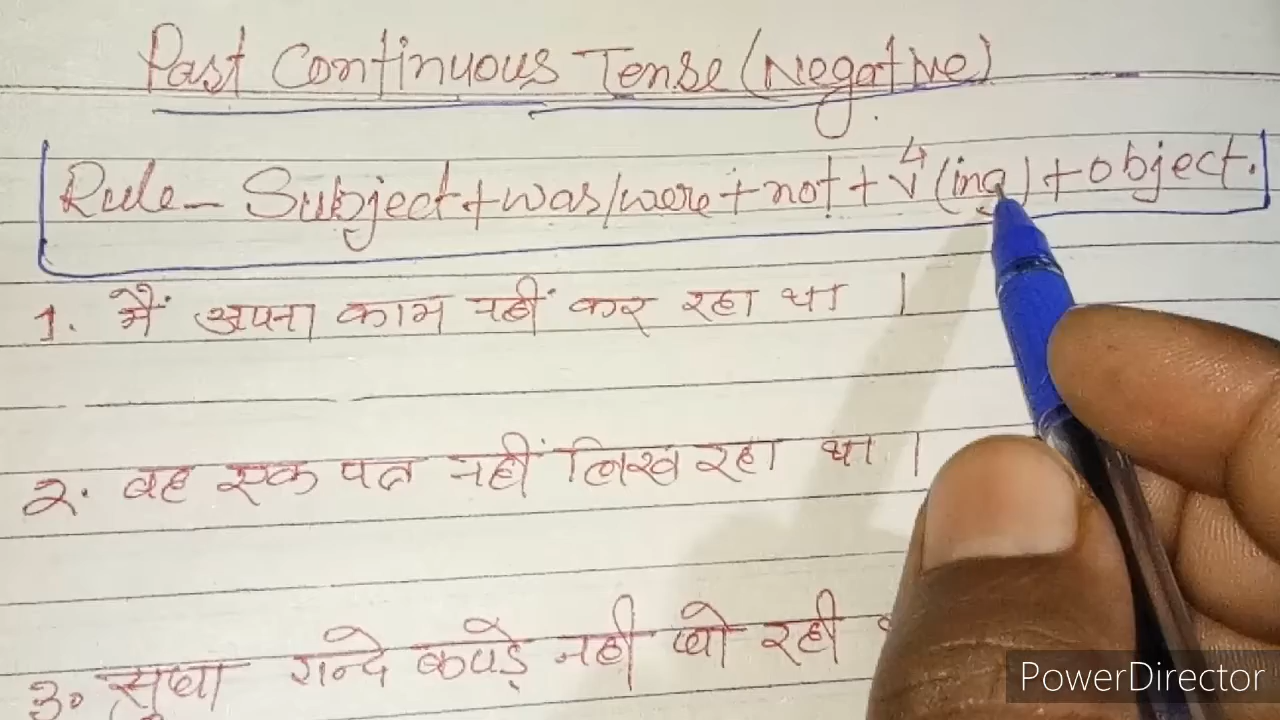 Past Continuous Tense (Negative)
Rule - Subject + was/were + not + V4 (ing) + object.
1. मैं अपना काम नहीं कर रहा था ।
2. वह एक पत्र नहीं लिख रहा था ।
3. सुधा गन्दे कपड़े नहीं धो रही
PowerDirector